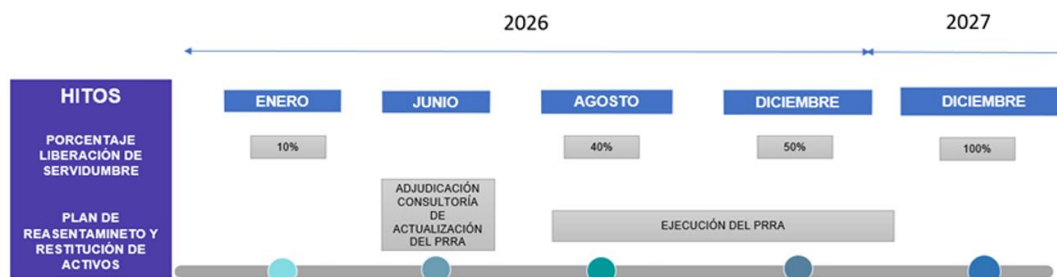 2026
2027
HITOS
ENERO
JUNIO
AGOSTO
DICIEMBRE
DICIEMBRE
PORCENTAJE
LIBERACIÓN DE
SERVIDUMBRE
10%
40%
50%
100%
PLAN DE
REASENTAMINETO Y
RESTITUCIÓN DE
ACTIVOS
ADJUDICACIÓN
CONSULTORÍA
DE
ACTUALIZACIÓN
DEL PRRA
EJECUCIÓN DEL PRRA